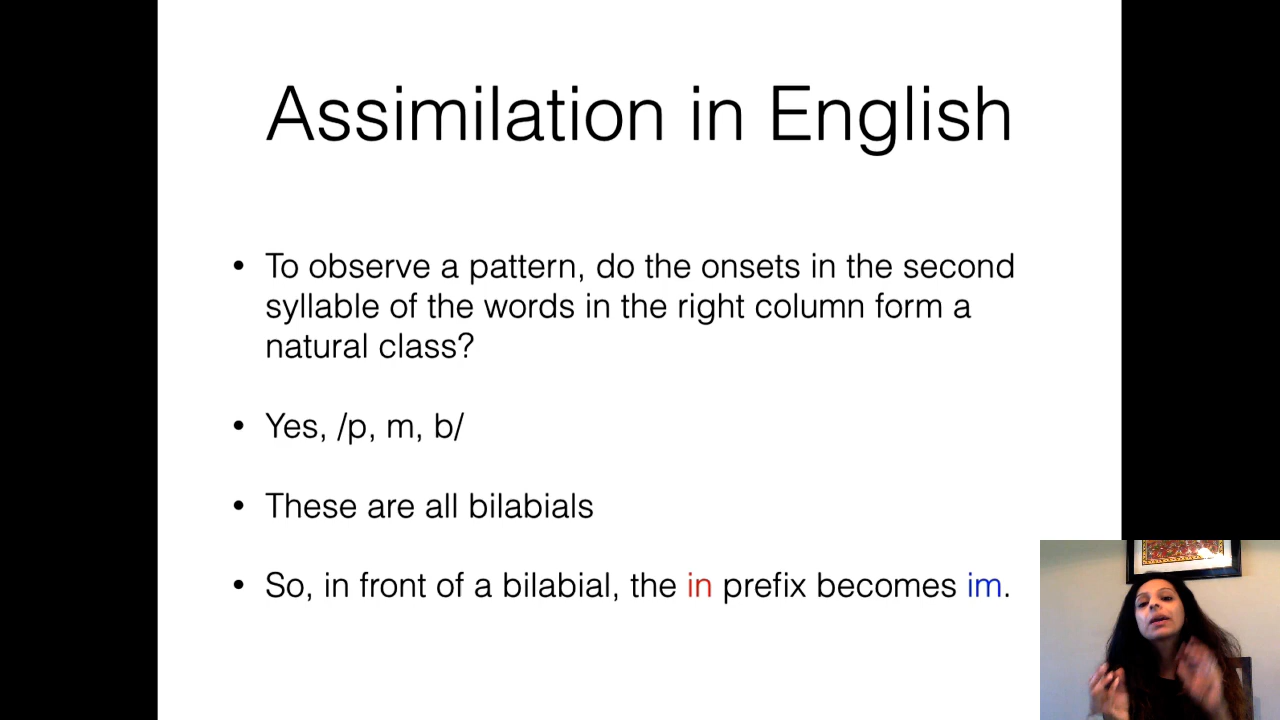 Assimilation in English
• To observe a pattern, do the onsets in the second
syllable of the words in the right column form a
natural class?
• Yes, /p, m, b/
• These are all bilabials
• So, in front of a bilabial, the in prefix becomes im.